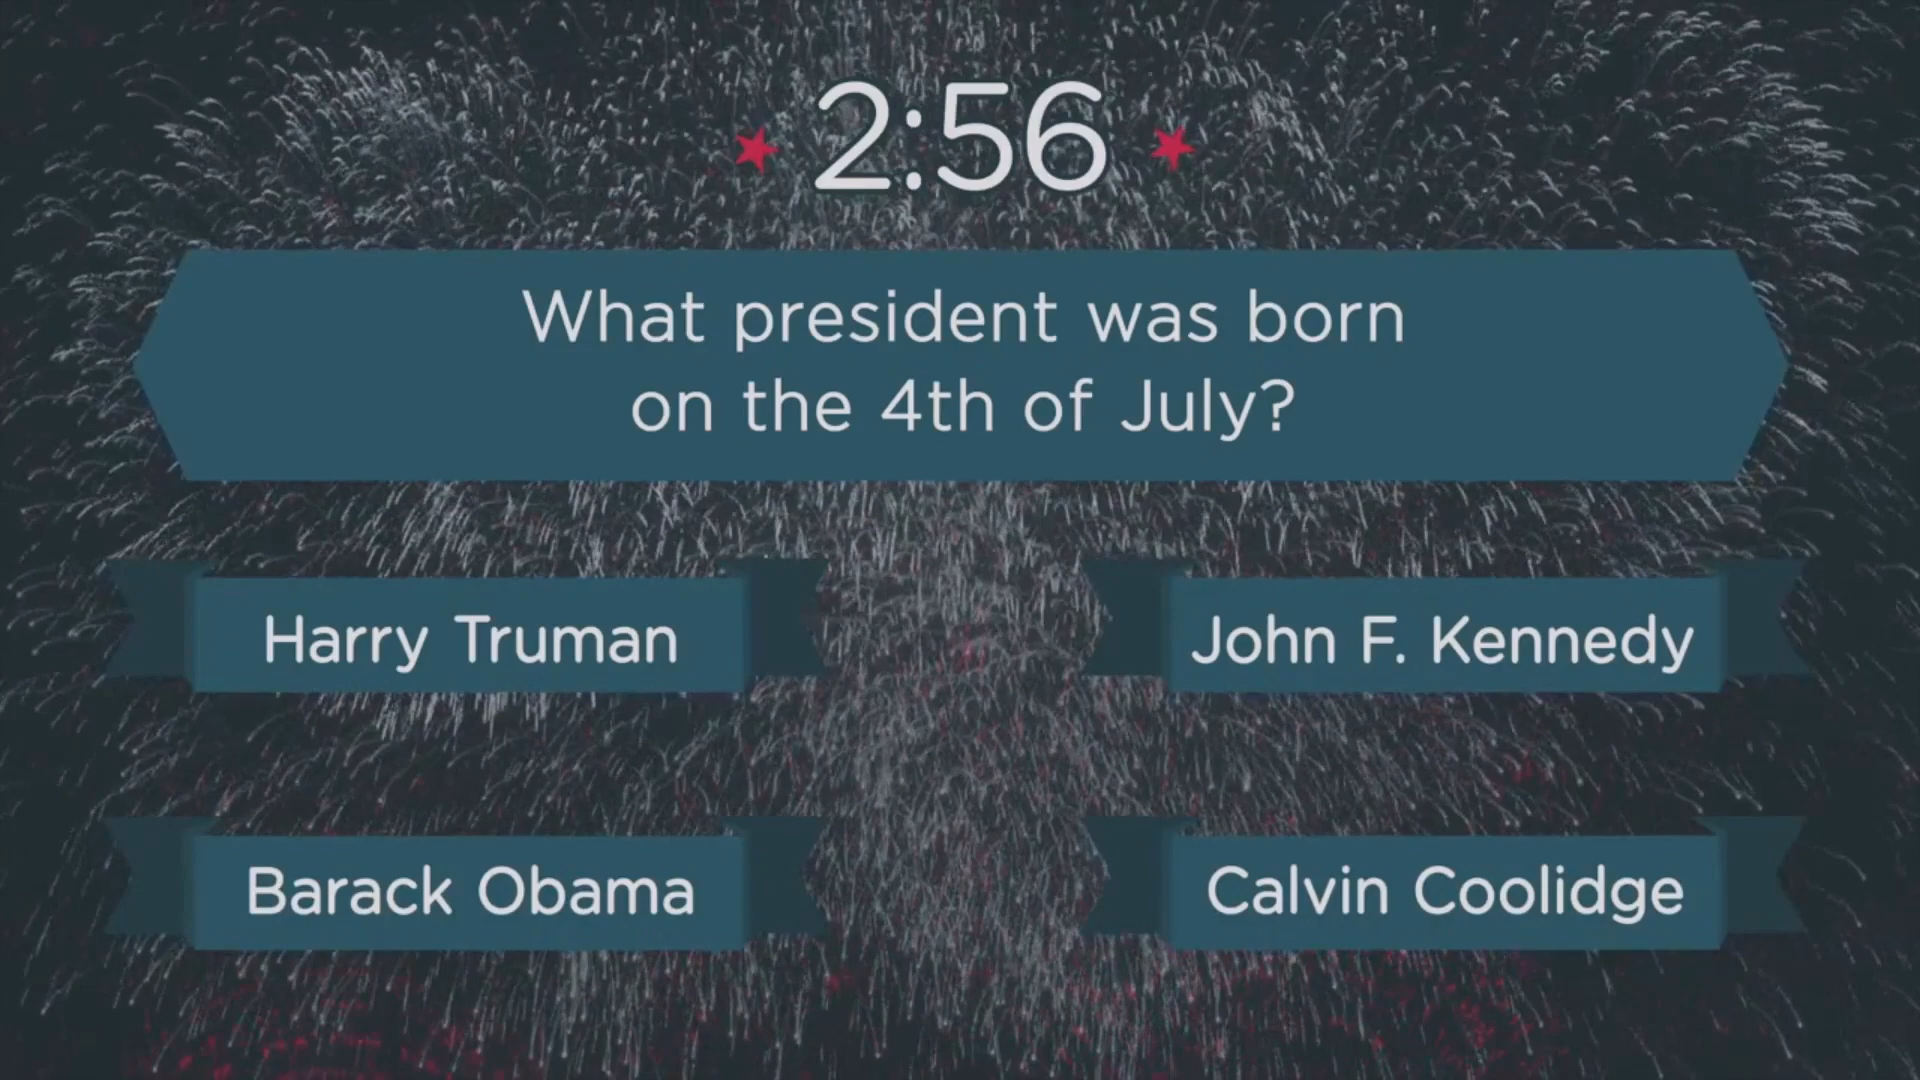 2:56
What president was born
on the 4th of July?
Harry Truman
John F. Kennedy
Barack Obama
Calvin Coolidge